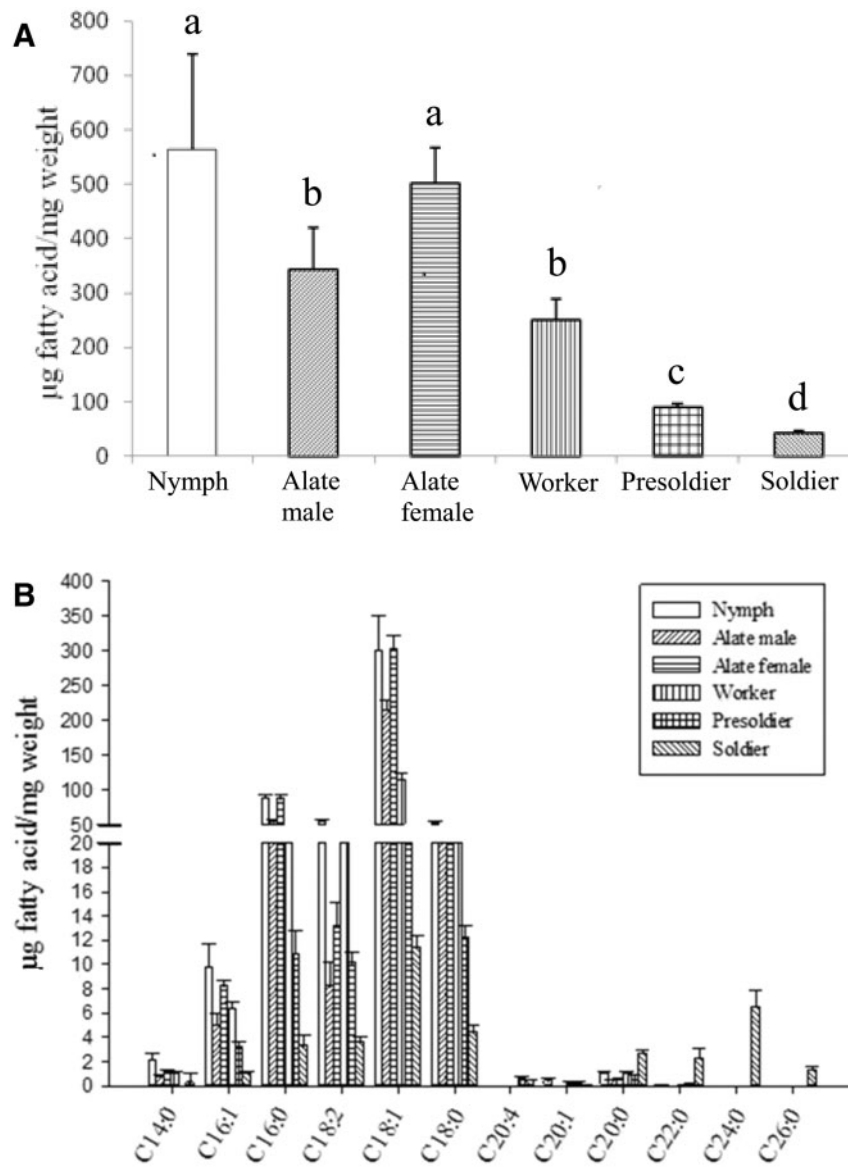 A
µg fatty acid/mg weight
800
700
600
500
400
300
200
100
0
a
b
a
b
c
d
Nymph
Alate male
Alate female
Worker
Presoldier
Soldier
B
µg fatty acid/mg weight
400
350
300
250
200
150
100
50
20
18
16
14
12
10
8
6
4
2
0
Nymph
Alate male
Alate female
Worker
Presoldier
Soldier
C14:0
C16:1
C16:0
C18:2
C18:1
C18:0
C20:4
C20:1
C20:0
C22:0
C24:0
C26:0